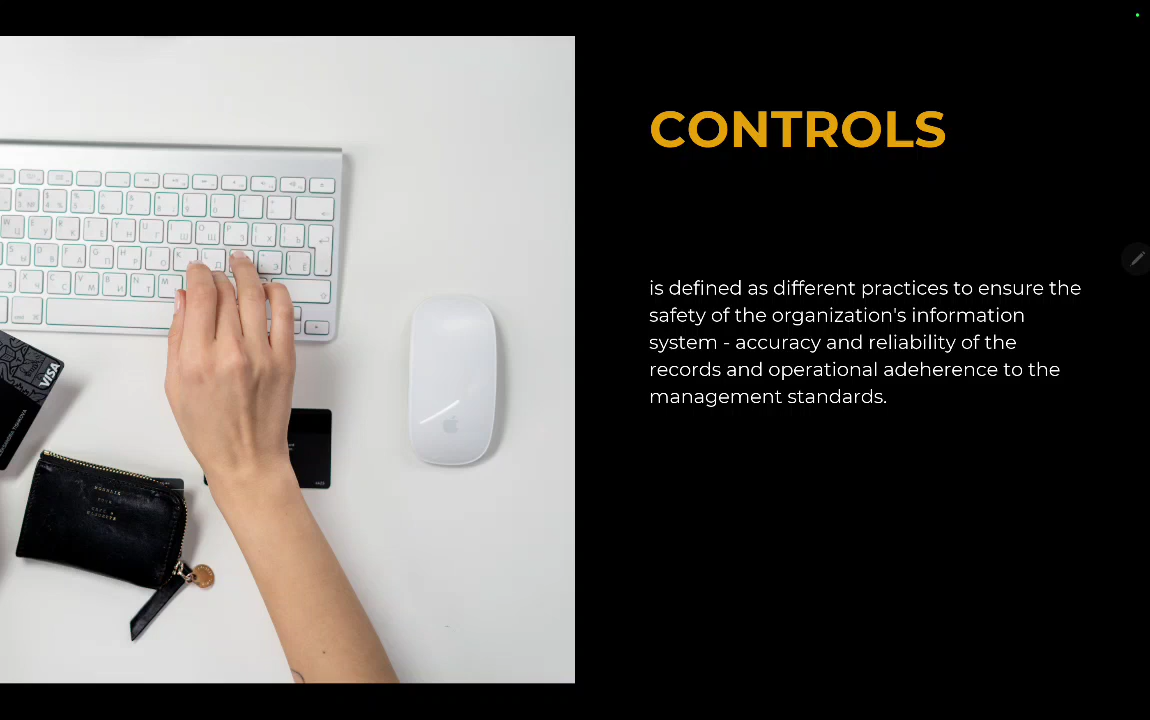 CONTROLS
is defined as different practices to ensure the
safety of the organization's information
system - accuracy and reliability of the
records and operational adeherence to the
management standards.
VISA